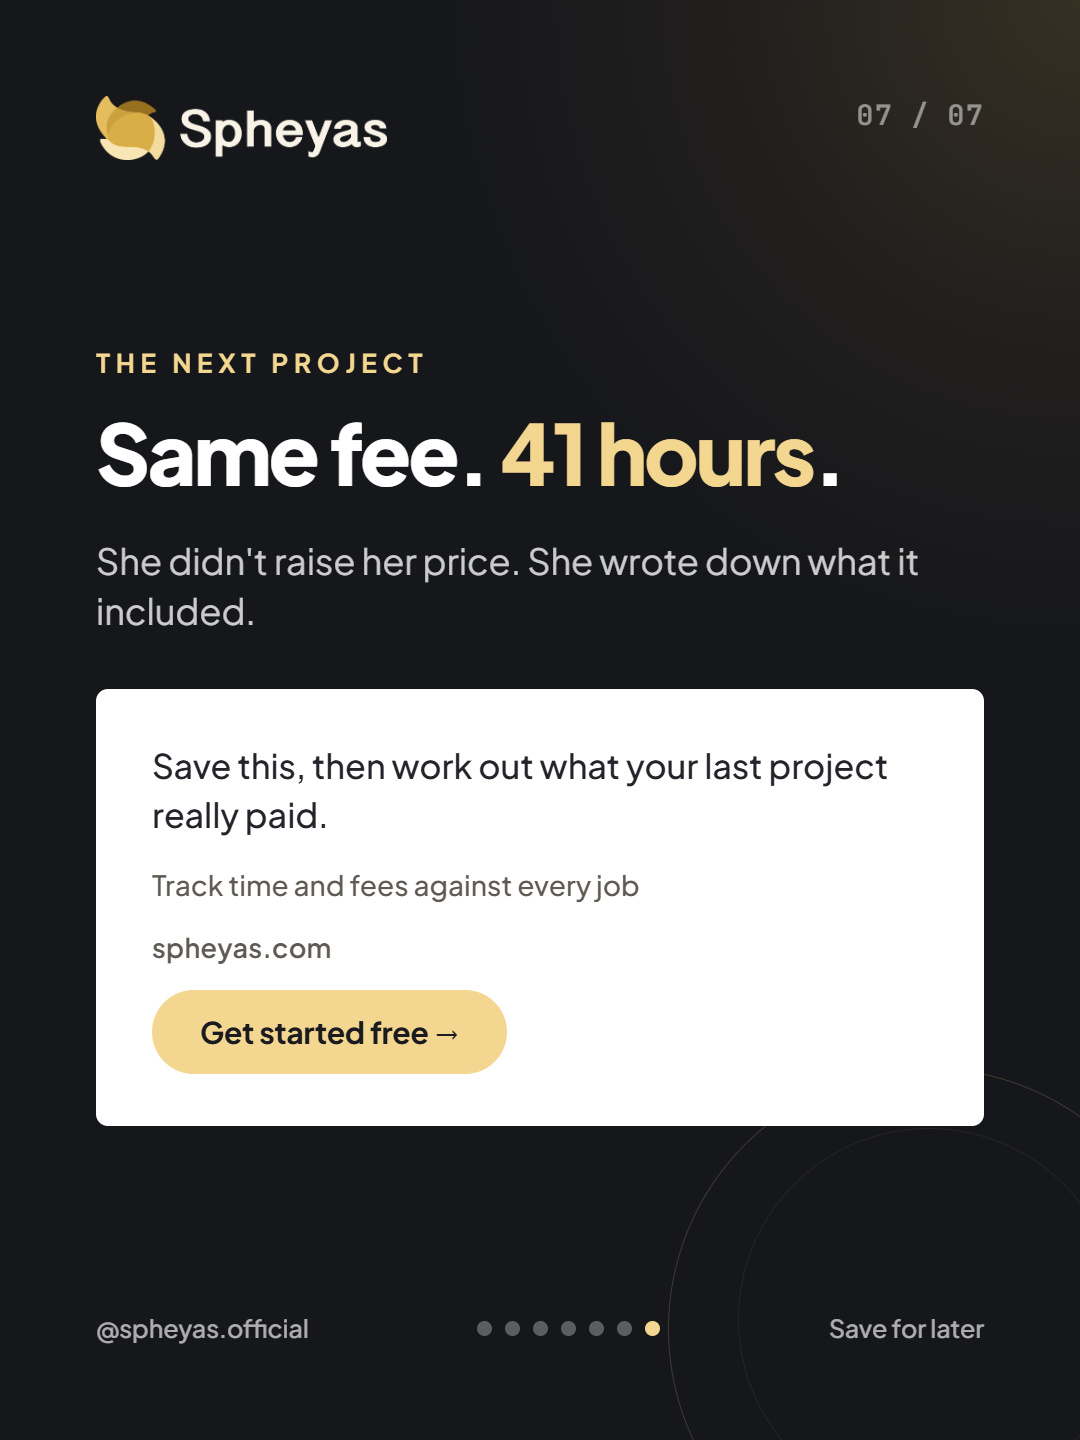 Spheyas
07 / 07
THE NEXT PROJECT
Same fee. 41 hours.
She didn't raise her price. She wrote down what it
included.
Save this, then work out what your last project
really paid.
Track time and fees against every job
spheyas.com
Get started free →
@spheyas.official
Save for later